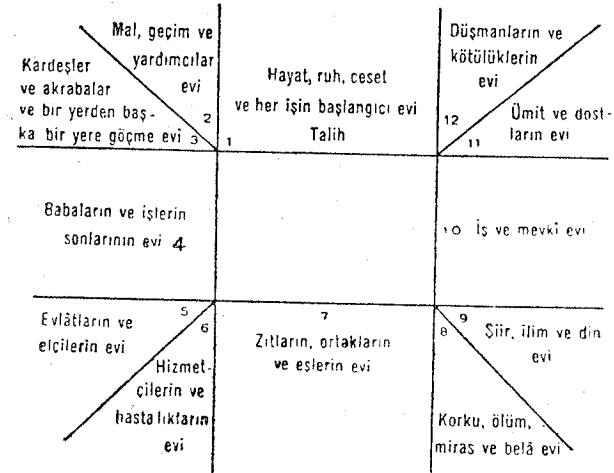 Mal, geçim ve
yardımcılar
evi
2
Kardeşler
ve akrabalar
ve bir yerden baş-
ka bir yere göçme evi 3
Hayat, ruh, ceset
ve her işin başlangıcı evi
Talih
1
Düşmanların ve
kötülüklerin
evi
12
Ümit ve dost-
ların evi
11
Babaların ve işlerin
sonlarının evi 4
10 İş ve mevkî evi
5
Evlâtların ve
elçilerin evi
6
Hizmet-
çilerin ve
hastalıkların
evi
7
Zıtların, ortakların
ve eşlerin evi
9
Şiir, ilim ve din
evi
8
Korku, ölüm,
miras ve belâ evi